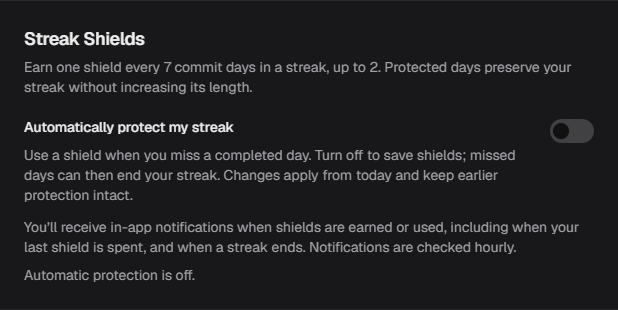 Streak Shields
Earn one shield every 7 commit days in a streak, up to 2. Protected days preserve your
streak without increasing its length.
Automatically protect my streak
Use a shield when you miss a completed day. Turn off to save shields; missed
days can then end your streak. Changes apply from today and keep earlier
protection intact.
You’ll receive in-app notifications when shields are earned or used, including when your
last shield is spent, and when a streak ends. Notifications are checked hourly.
Automatic protection is off.